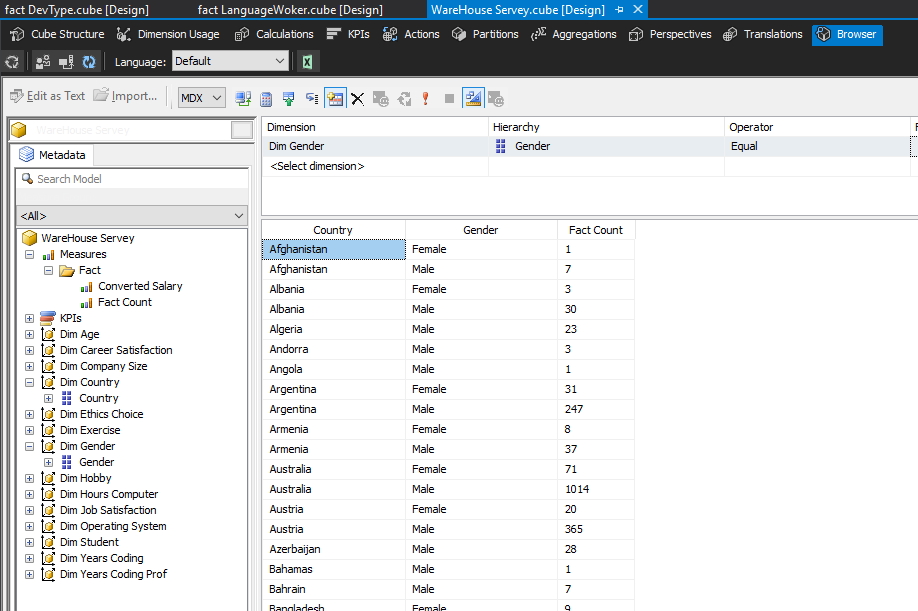 fact DevType.cube [Design] fact LanguageWoker.cube [Design] WareHouse Servey.cube [Design]
Cube Structure Dimension Usage Calculations KPIs Actions Partitions Aggregations Perspectives Translations Browser
Language: Default
Edit as Text Import... MDX
WareHouse Servey
Metadata
Search Model
<All>
WareHouse Servey
Measures
Fact
Converted Salary
Fact Count
KPIs
Dim Age
Dim Career Satisfaction
Dim Company Size
Dim Country
Country
Dim Ethics Choice
Dim Exercise
Dim Gender
Gender
Dim Hobby
Dim Hours Computer
Dim Job Satisfaction
Dim Operating System
Dim Student
Dim Years Coding
Dim Years Coding Prof
Dimension Hierarchy Operator
Dim Gender Gender Equal
<Select dimension>
Country Gender Fact Count
Afghanistan Female 1
Afghanistan Male 7
Albania Female 3
Albania Male 30
Algeria Male 23
Andorra Male 3
Angola Male 1
Argentina Female 31
Argentina Male 247
Armenia Female 8
Armenia Male 37
Australia Female 71
Australia Male 1014
Austria Female 20
Austria Male 365
Azerbaijan Male 28
Bahamas Male 1
Bahrain Male 7
Bangladesh Female 9